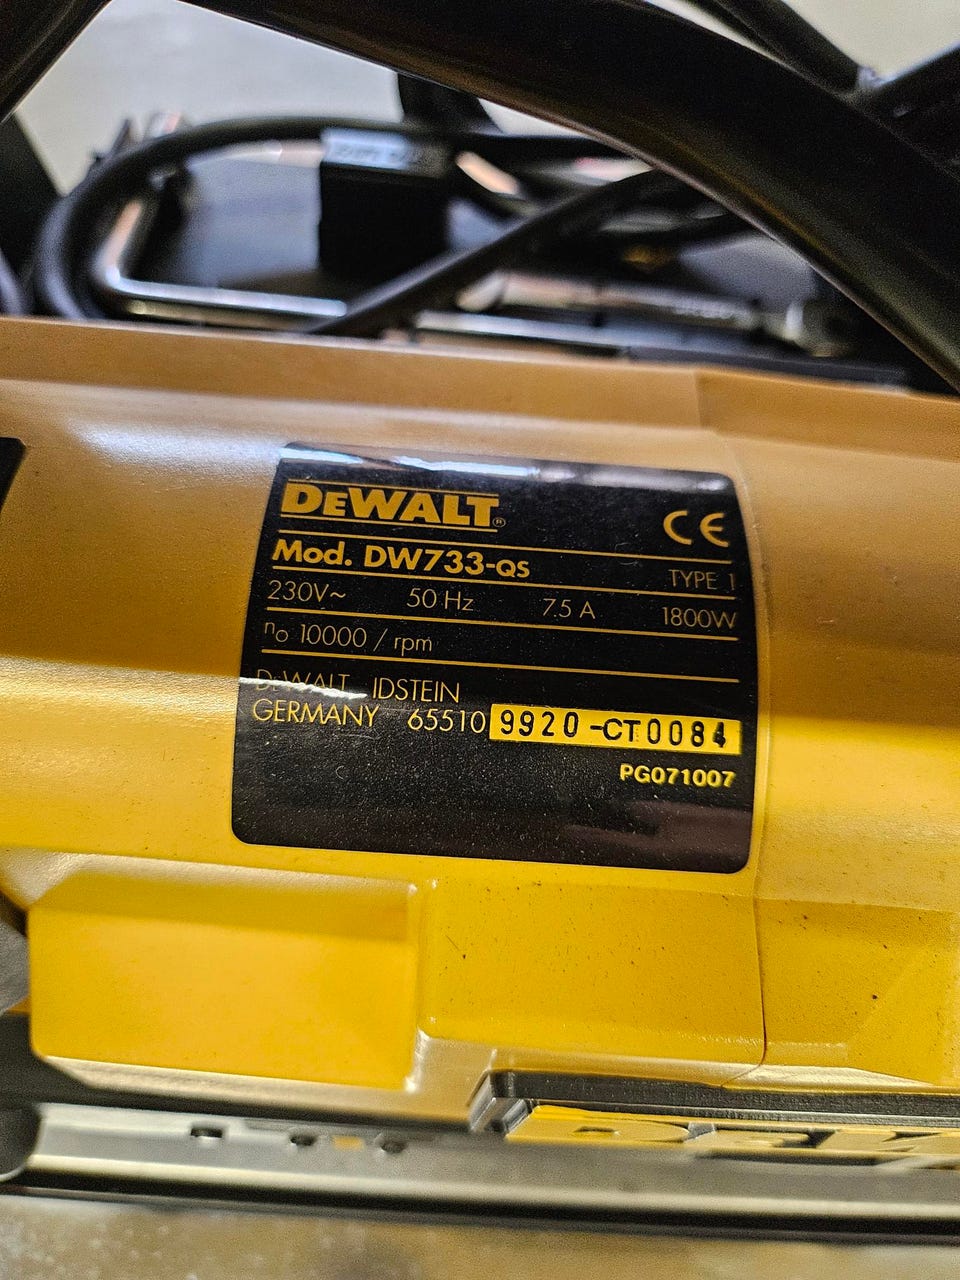 DEWALT®
CE
Mod. DW733-QS
TYPE 1
230V~ 50 Hz 7.5 A 1800W
no 10000 / rpm
DEWALT IDSTEIN
GERMANY 65510 9920-CT0084
PG071007